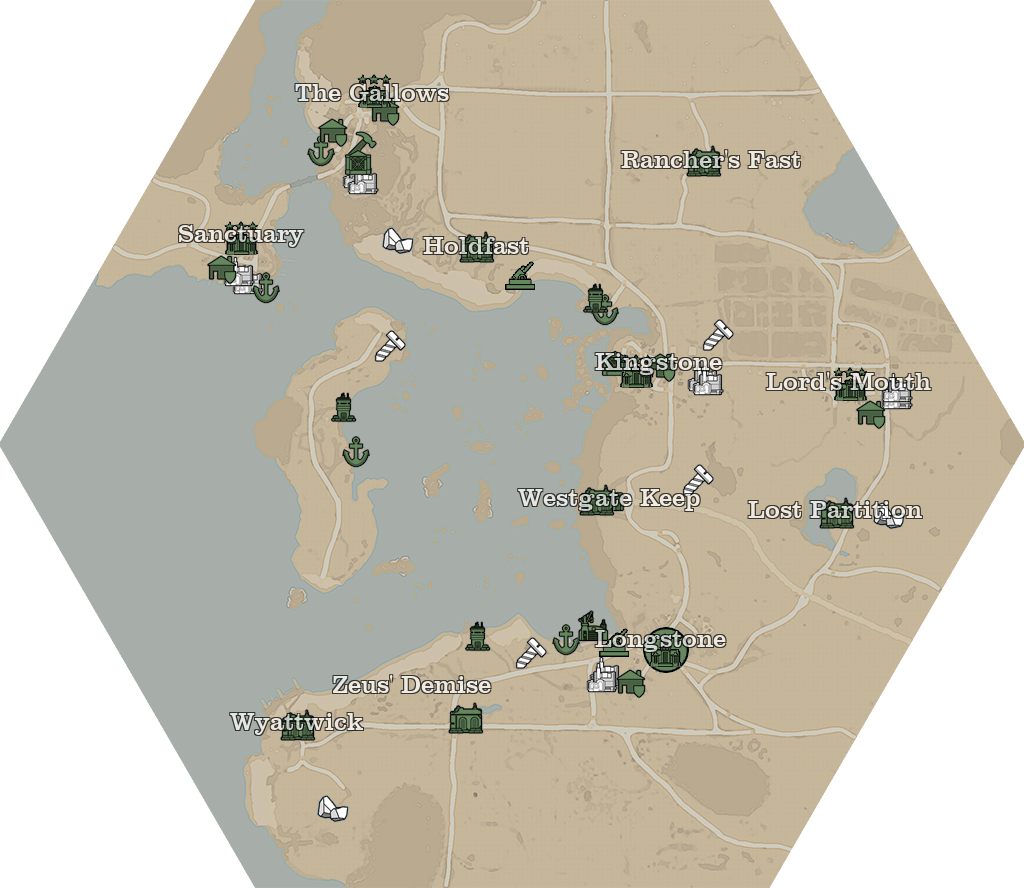 The Gallows
Rancher's Fast
Sanctuary
Holdfast
Kingstone
Lord's Mouth
Westgate Keep
Lost Partition
Longstone
Zeus' Demise
Wyattwick